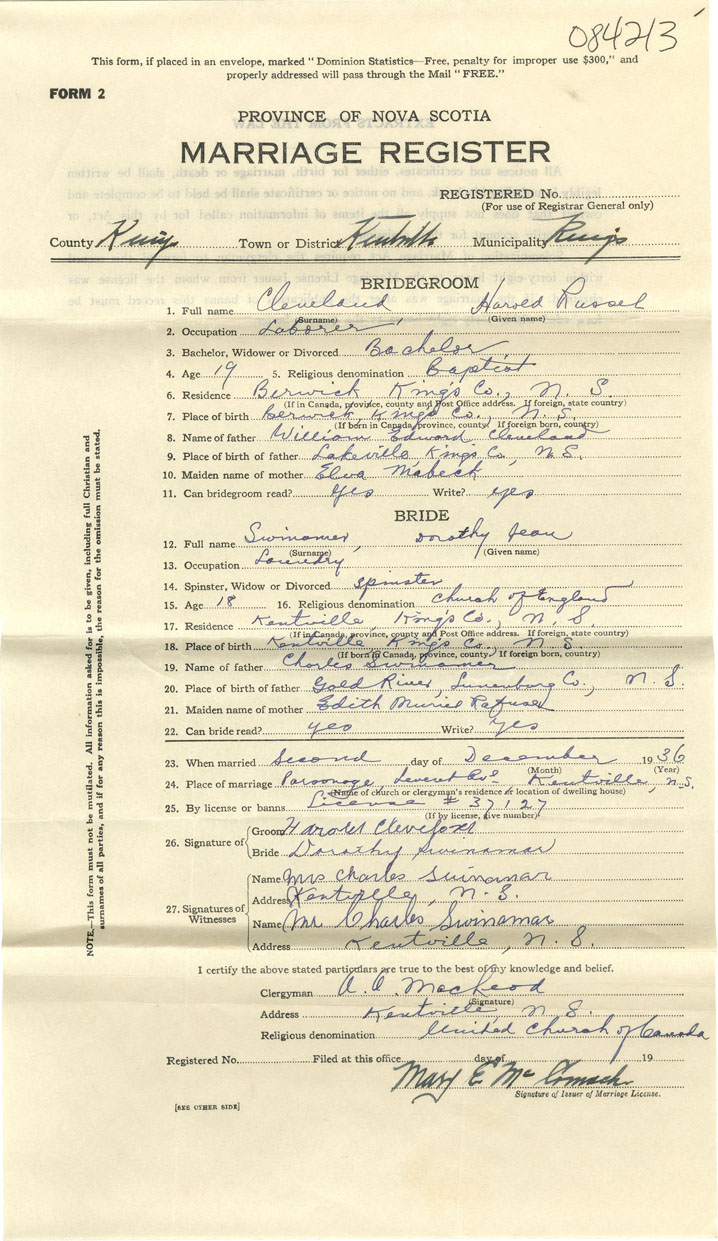 084213
This form, if placed in an envelope, marked "Dominion Statistics—Free, penalty for improper use $300," and
properly addressed will pass through the Mail "FREE."
FORM 2
PROVINCE OF NOVA SCOTIA
MARRIAGE REGISTER
REGISTERED No.
(For use of Registrar General only)
County Kings Town or District Kentville Municipality Kings
BRIDEGROOM
1. Full name Cleveland, Harold Russel
(Surname) (Given name)
2. Occupation Laborer
3. Bachelor, Widower or Divorced Bachelor
4. Age 19 5. Religious denomination Baptist
6. Residence Berwick Kings Co., N. S.
(If in Canada, province, county and Post Office address. If foreign, state country)
7. Place of birth Berwick Kings Co., N. S.
(If born in Canada, province, county. If foreign born, country)
8. Name of father William Edward Cleveland
9. Place of birth of father Lakeville Kings Co, N.S.
10. Maiden name of mother Elva Mabeck
11. Can bridegroom read? Yes Write? yes
BRIDE
12. Full name Swinamer, Dorothy Jean
(Surname) (Given name)
13. Occupation Laundry
14. Spinster, Widow or Divorced spinster
15. Age 18 16. Religious denomination Church of England
17. Residence Kentville, Kings Co., N. S.
(If in Canada, province, county and Post Office address. If foreign, state country)
18. Place of birth Kentville Kings Co., N. S.
(If born in Canada, province, county. If foreign born, country)
19. Name of father Charles Swinamer
20. Place of birth of father Gold River Lunenburg Co., N. S.
21. Maiden name of mother Edith Muriel Rafuse
22. Can bride read? yes Write? Yes
23. When married Second day of December 1936
(Month) (Year)
24. Place of marriage Parsonage, Kentville, N.S.
(Name of church or clergyman's residence or location of dwelling house)
25. By license or banns License # 37127
(If by license, give number)
26. Signature of
Groom Harold
Bride Dorothy Swinamar
27. Signatures of Witnesses
Name Mrs Charles Swinamar
Address Kentville, N. S.
Name Mr Charles Swinamar
Address Kentville, N. S.
I certify the above stated particulars are true to the best of my knowledge and belief.
Clergyman A. A. MacLeod
(Signature)
Address Kentville, N. S.
Religious denomination United Church of Canada
Registered No. Filed at this office day of 19
Mary E Mc
Signature of Issuer of Marriage License.
[SEE OTHER SIDE]
NOTE.—This form must not be mutilated. All information asked for is to be given, including full Christian and
surnames of all parties, and if for any reason this is impossible, the reason for the omission must be stated.